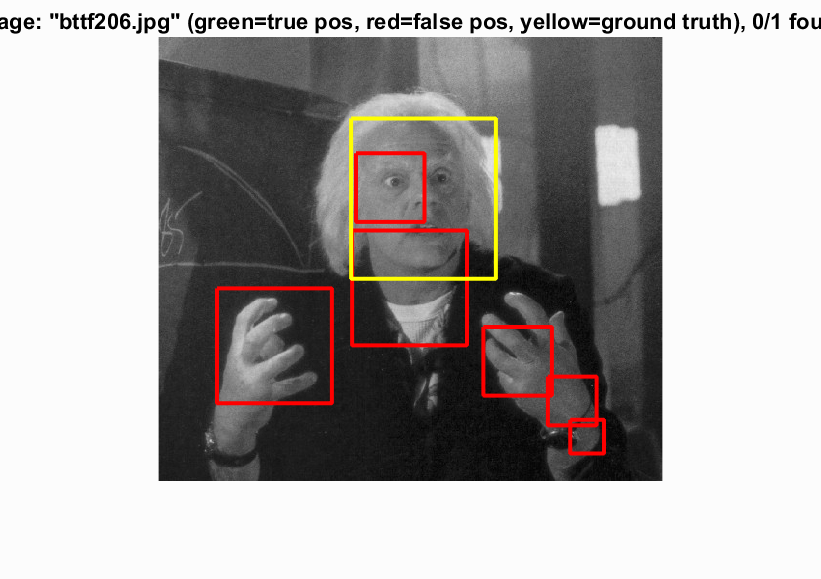 age: "bttf206.jpg" (green=true pos, red=false pos, yellow=ground truth), 0/1 fou